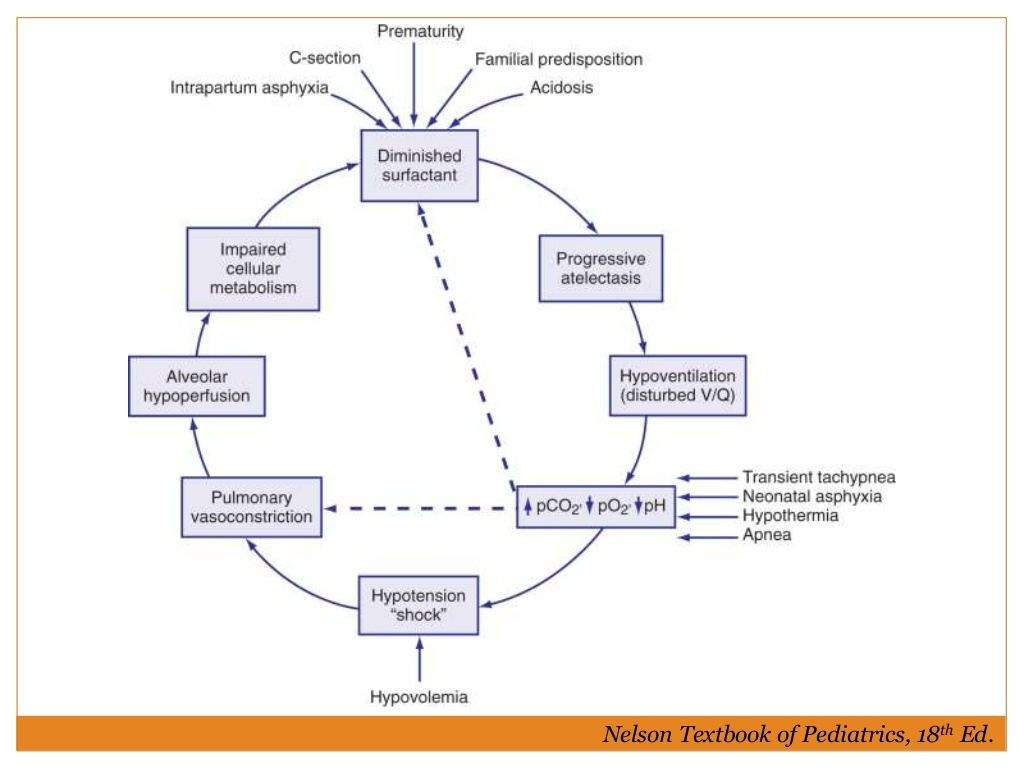 Prematurity
C-section
Familial predisposition
Intrapartum asphyxia
Acidosis
Diminished
surfactant
Impaired
cellular
metabolism
Progressive
atelectasis
Alveolar
hypoperfusion
Hypoventilation
(disturbed V/Q)
Pulmonary
vasoconstriction
↑ pCO₂, ↓ pO₂, ↓ pH
Transient tachypnea
Neonatal asphyxia
Hypothermia
Apnea
Hypotension
“shock”
Hypovolemia
Nelson Textbook of Pediatrics, 18th Ed.